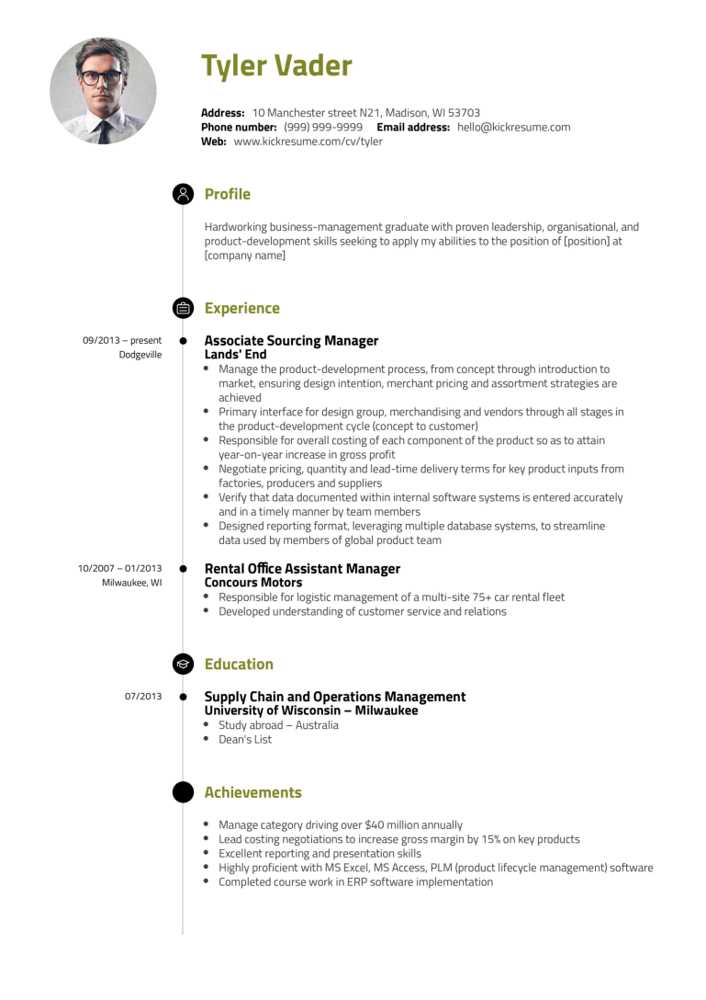 Tyler Vader
Address: 10 Manchester street N21, Madison, WI 53703
Phone number: (999) 999-9999 Email address: hello@kickresume.com
Web: www.kickresume.com/cv/tyler
Profile
Hardworking business-management graduate with proven leadership, organisational, and
product-development skills seeking to apply my abilities to the position of [position] at
[company name]
Experience
09/2013 – present
Dodgeville
Associate Sourcing Manager
Lands' End
• Manage the product-development process, from concept through introduction to
market, ensuring design intention, merchant pricing and assortment strategies are
achieved
• Primary interface for design group, merchandising and vendors through all stages in
the product-development cycle (concept to customer)
• Responsible for overall costing of each component of the product so as to attain
year-on-year increase in gross profit
• Negotiate pricing, quantity and lead-time delivery terms for key product inputs from
factories, producers and suppliers
• Verify that data documented within internal software systems is entered accurately
and in a timely manner by team members
• Designed reporting format, leveraging multiple database systems, to streamline
data used by members of global product team
10/2007 – 01/2013
Milwaukee, WI
Rental Office Assistant Manager
Concours Motors
• Responsible for logistic management of a multi-site 75+ car rental fleet
• Developed understanding of customer service and relations
Education
07/2013
Supply Chain and Operations Management
University of Wisconsin – Milwaukee
• Study abroad – Australia
• Dean's List
Achievements
• Manage category driving over $40 million annually
• Lead costing negotiations to increase gross margin by 15% on key products
• Excellent reporting and presentation skills
• Highly proficient with MS Excel, MS Access, PLM (product lifecycle management) software
• Completed course work in ERP software implementation